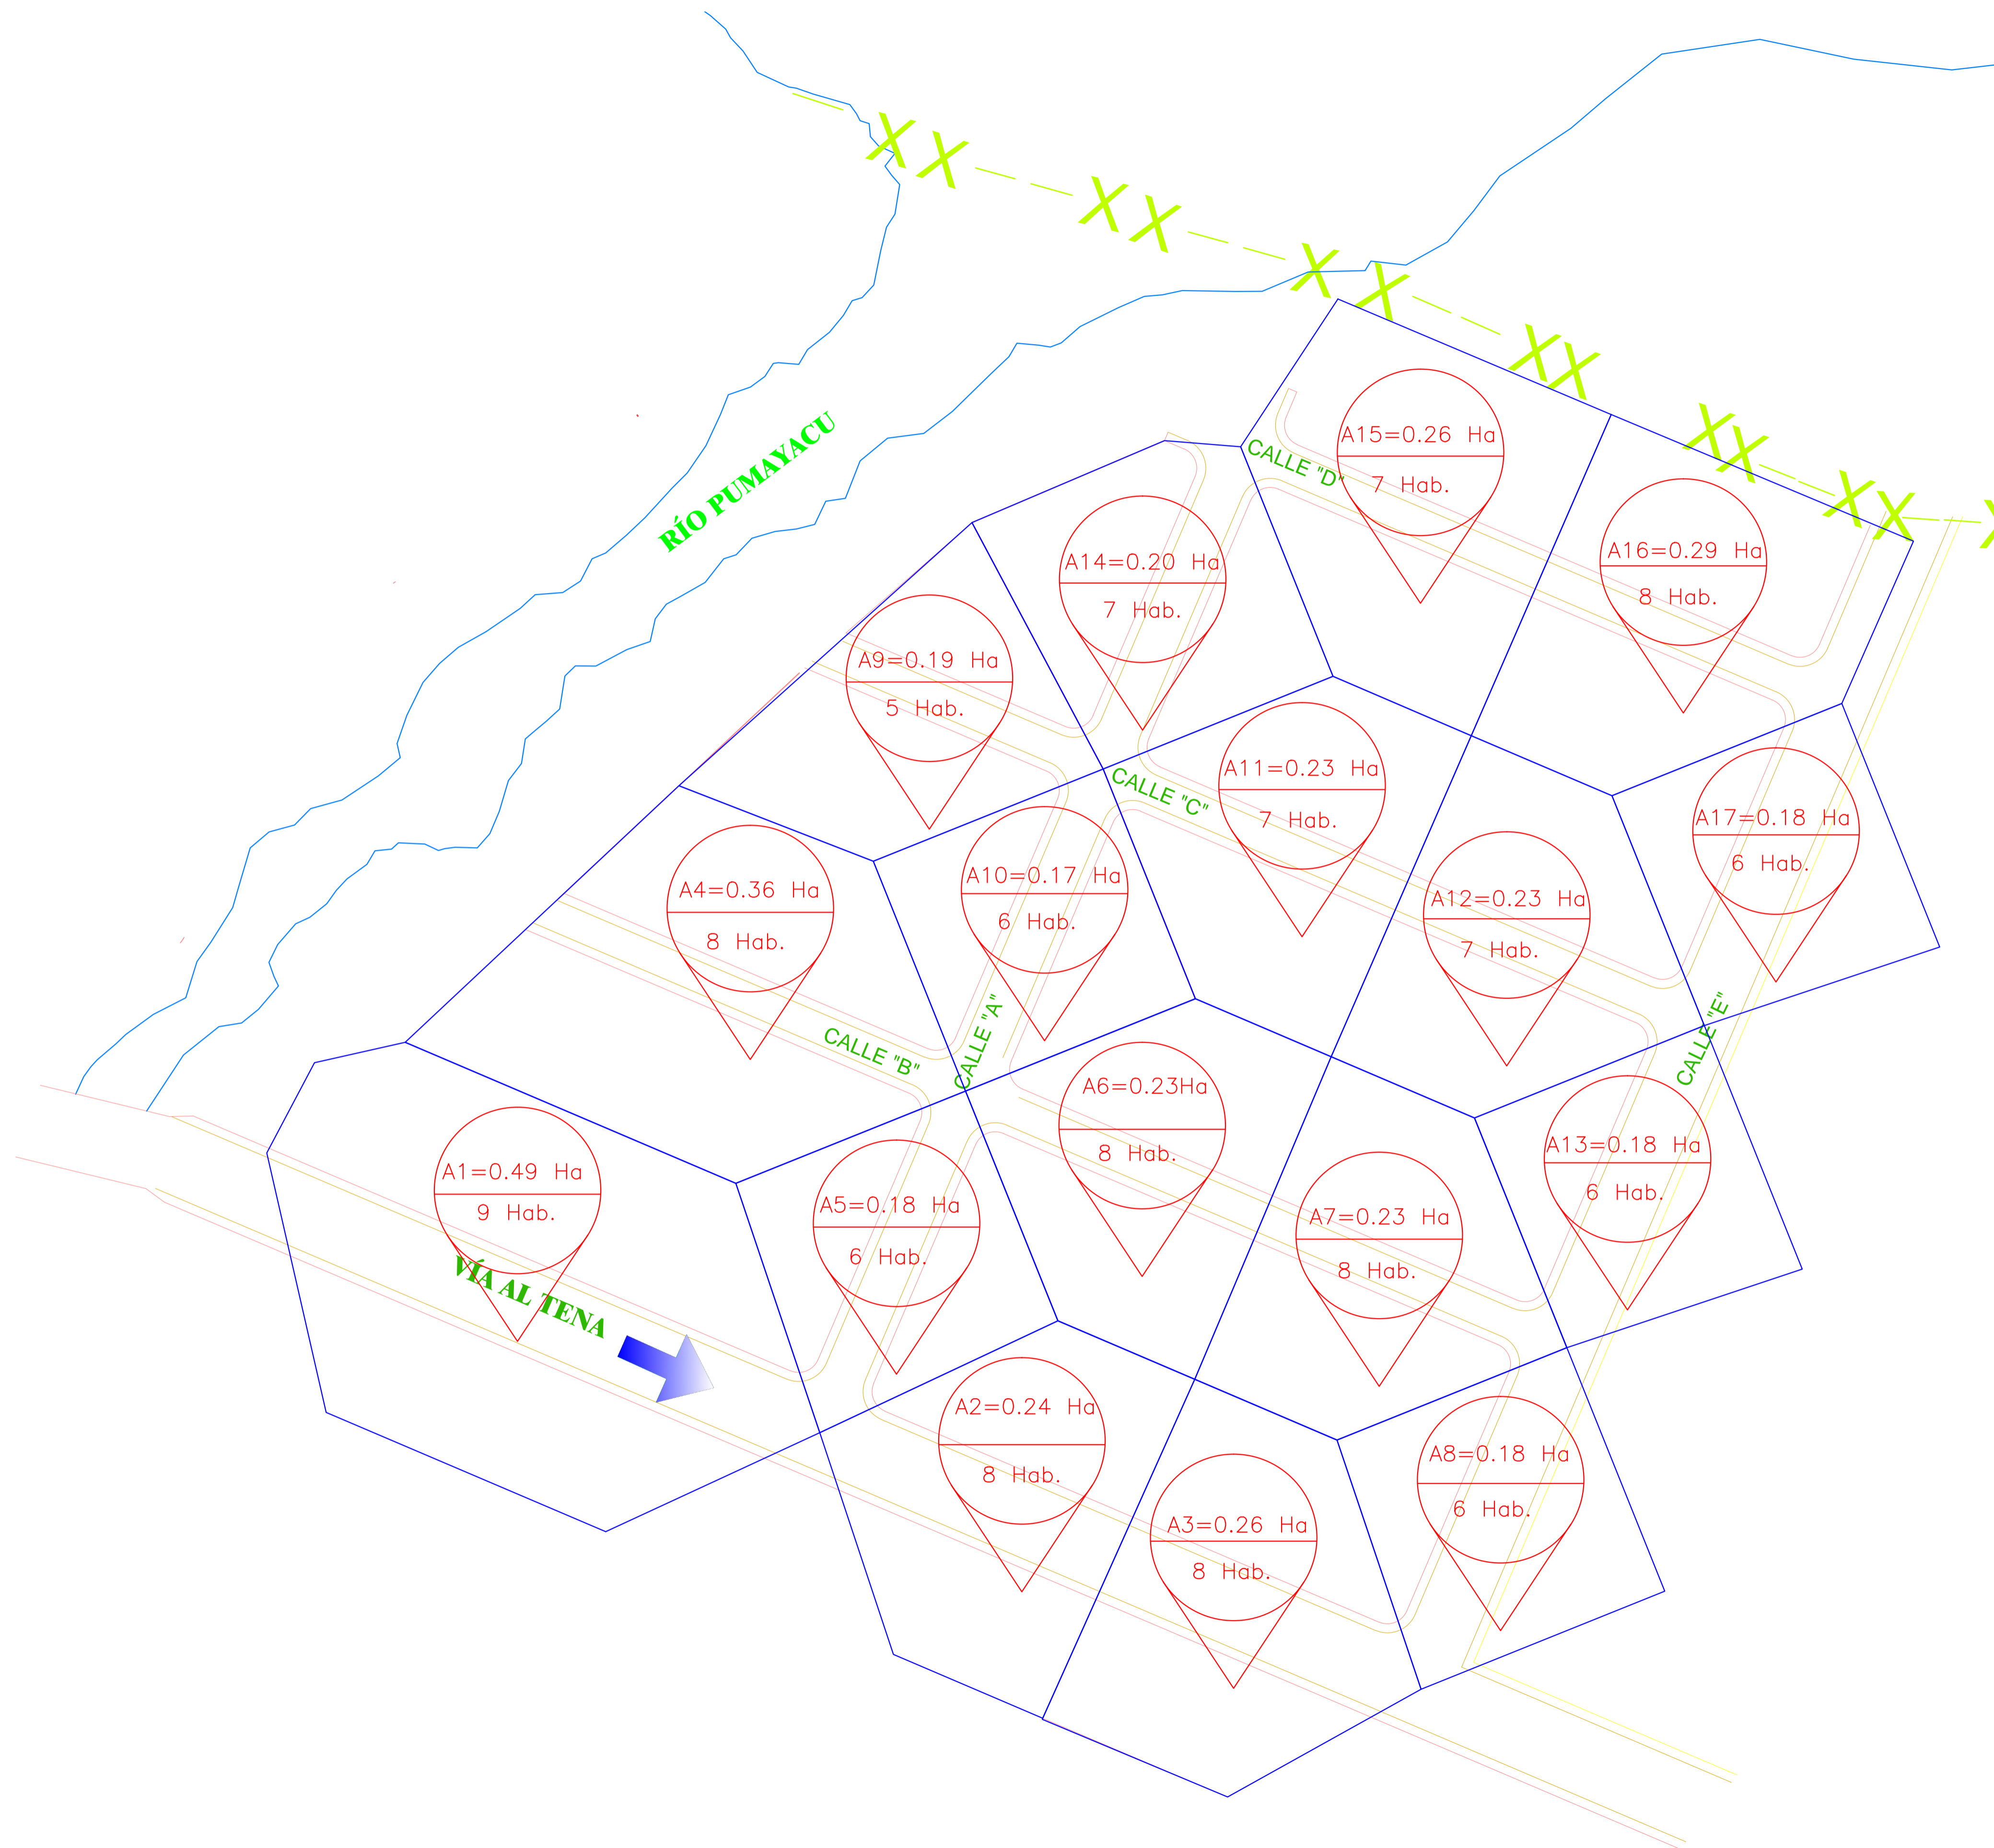 X X
X X
X X
XX
XX
XX
X
RÍO PUMAYACU
CALLE "D"
A15=0.26 Ha
7 Hab.
A16=0.29 Ha
8 Hab.
A14=0.20 Ha
7 Hab.
A9=0.19 Ha
5 Hab.
CALLE "C"
A11=0.23 Ha
7 Hab.
A17=0.18 Ha
6 Hab.
A10=0.17 Ha
6 Hab.
A4=0.36 Ha
8 Hab.
A12=0.23 Ha
7 Hab.
CALLE "B"
CALLE "A"
CALLE "E"
A6=0.23Ha
8 Hab.
A13=0.18 Ha
6 Hab.
A1=0.49 Ha
9 Hab.
A5=0.18 Ha
6 Hab.
A7=0.23 Ha
8 Hab.
VÍA AL TENA
A2=0.24 Ha
8 Hab.
A8=0.18 Ha
6 Hab.
A3=0.26 Ha
8 Hab.